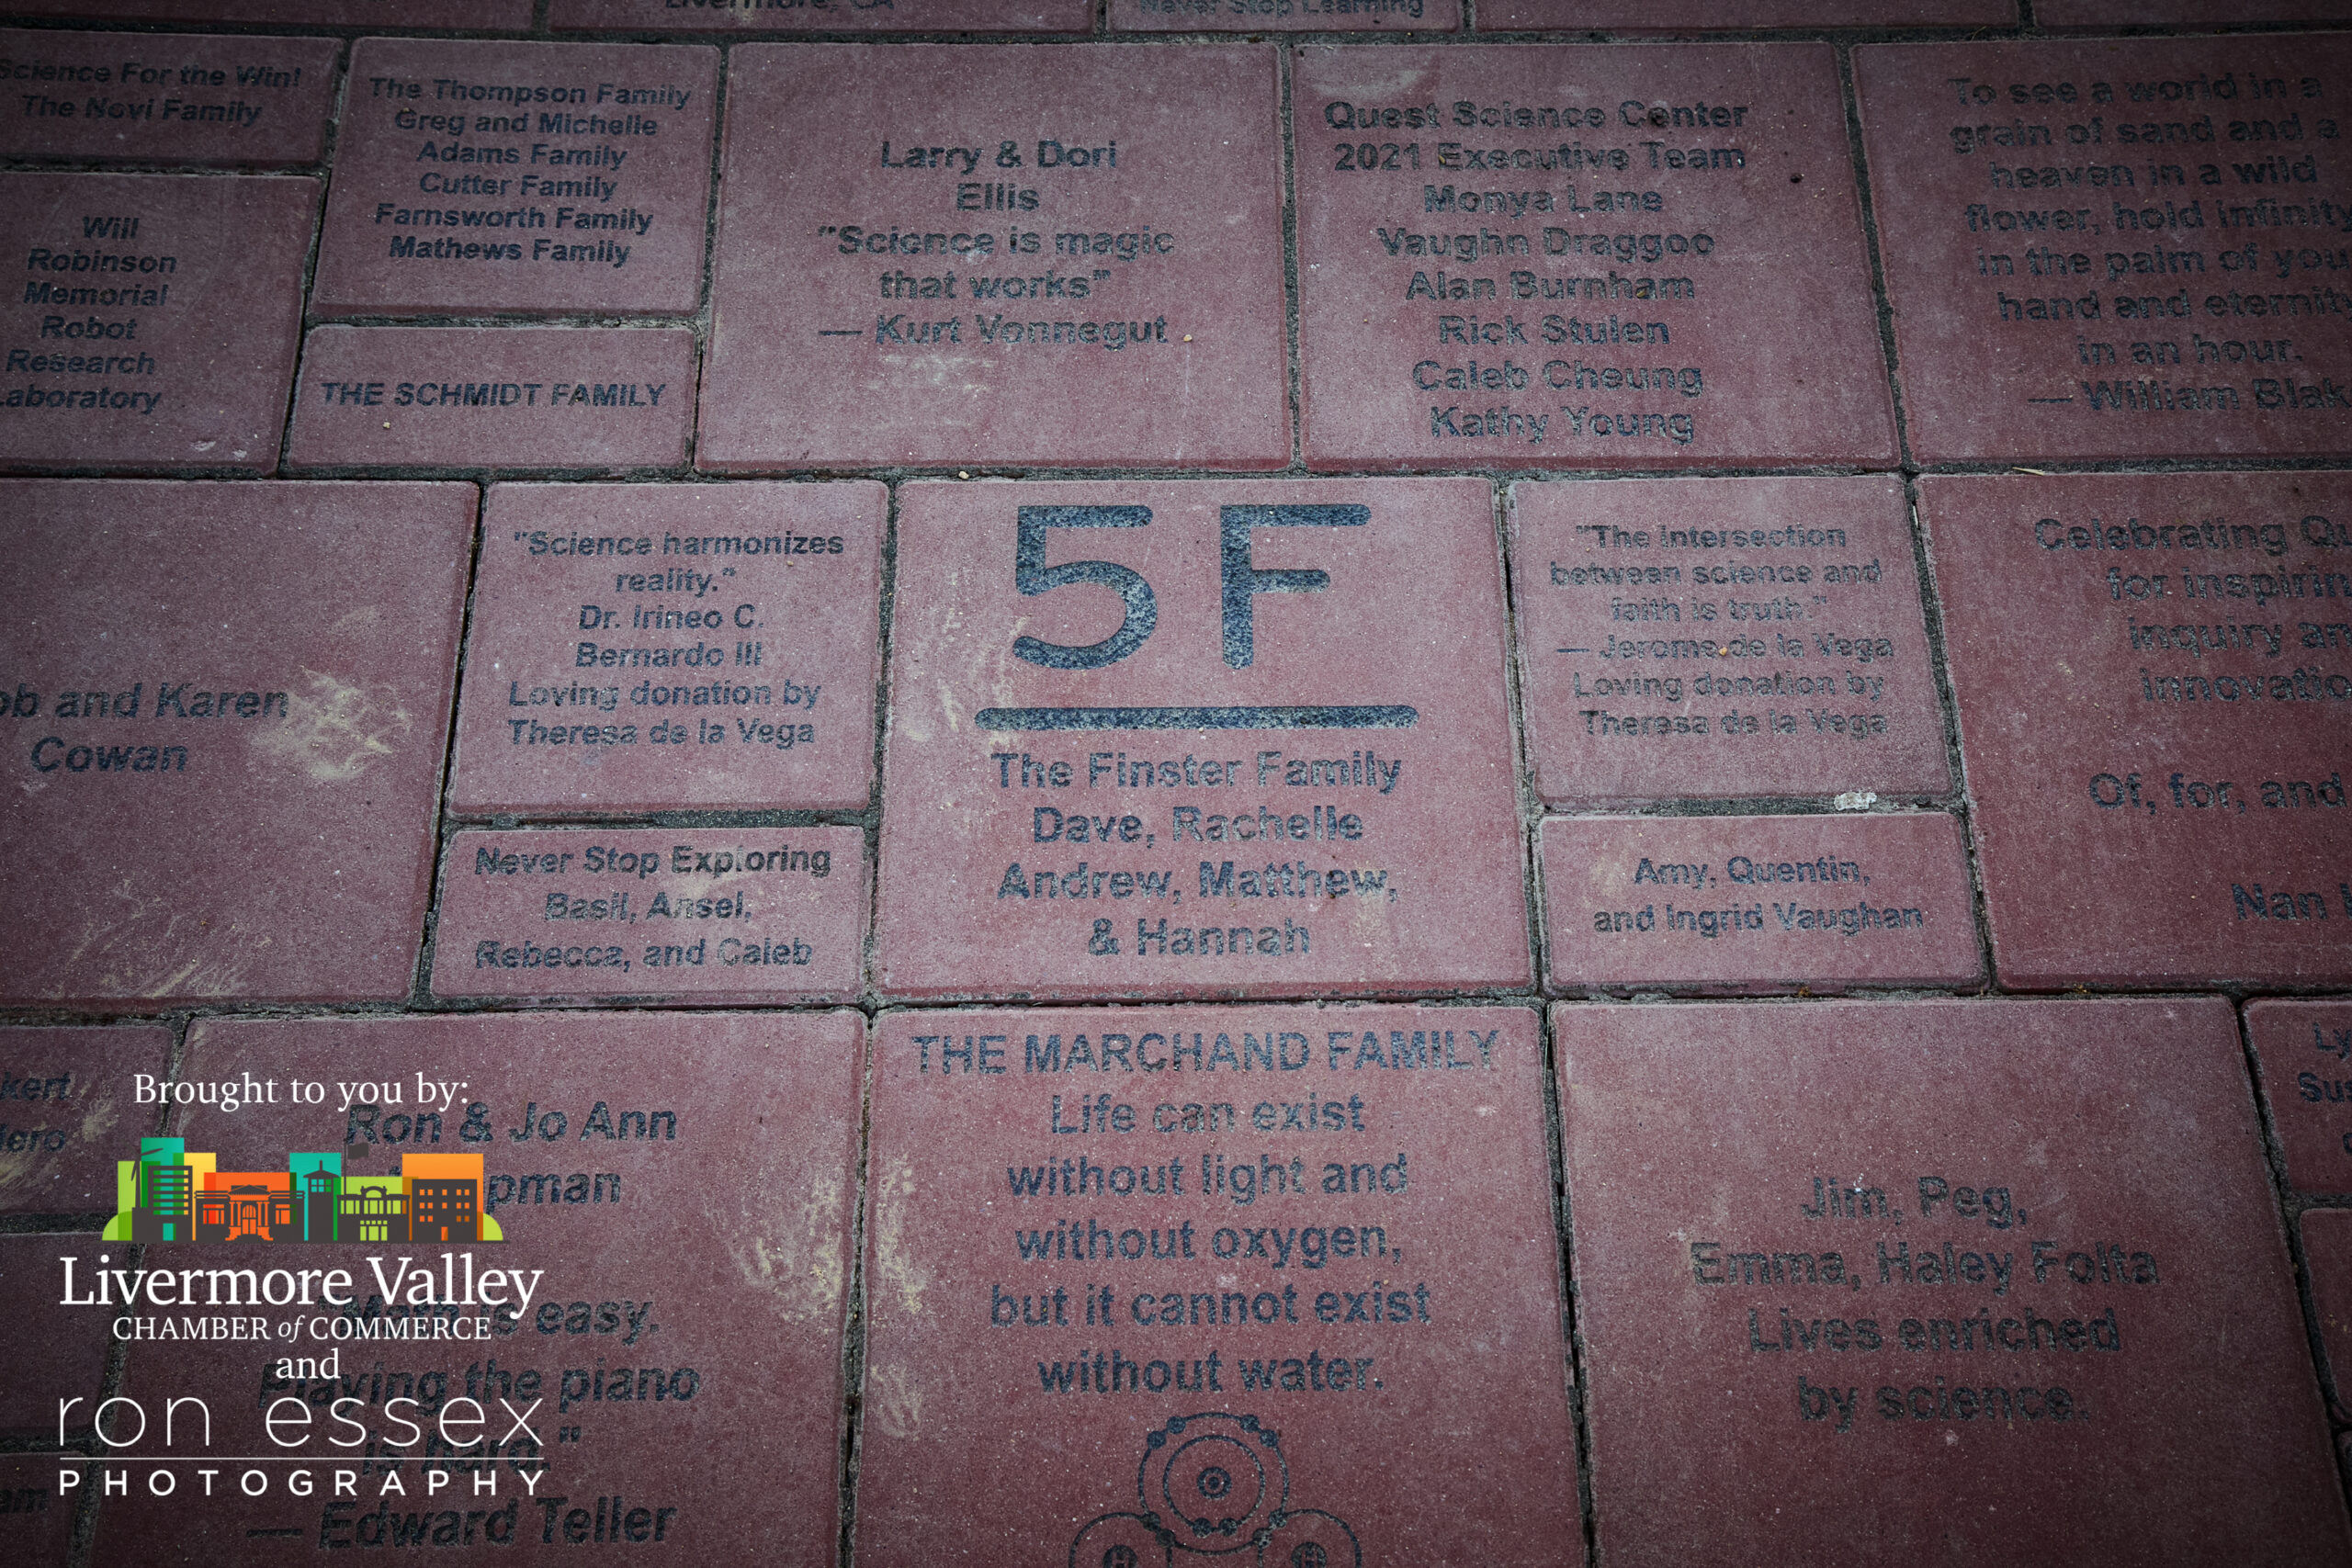 Livermore, CA
Never Stop Learning
Science For the Win!
The Novi Family
The Thompson Family
Greg and Michelle
Adams Family
Cutter Family
Farnsworth Family
Mathews Family
Larry & Dori
Ellis
"Science is magic
that works"
— Kurt Vonnegut
Quest Science Center
2021 Executive Team
Monya Lane
Vaughn Draggoo
Alan Burnham
Rick Stulen
Caleb Cheung
Kathy Young
To see a world in a
grain of sand and a
heaven in a wild
flower, hold infinity
in the palm of
hand and
in an hour.
— William
Will
Robinson
Memorial
Robot
Research
Laboratory
THE SCHMIDT FAMILY
and Karen
Cowan
"Science harmonizes
reality."
Dr. Irineo C.
Bernardo III
Loving donation by
Theresa de la Vega
Never Stop Exploring
Basil, Ansel,
Rebecca, and Caleb
5F
The Finster Family
Dave, Rachelle
Andrew, Matthew,
& Hannah
"The intersection
between science and
faith is truth."
— Jerome de la Vega
Loving donation by
Theresa de la Vega
Amy, Quentin,
and Ingrid Vaughan
Celebrating
for
inquiry
Of, for, and
Nan
Ron & Jo Ann
"Math is easy.
Playing the piano
is hard."
— Edward Teller
THE MARCHAND FAMILY
Life can exist
without light and
without oxygen,
but it cannot exist
without water.
H
H
Jim, Peg,
Emma, Haley Folta
Lives enriched
by science.
Brought to you by:
Livermore Valley
CHAMBER of COMMERCE
and
ron essex
PHOTOGRAPHY